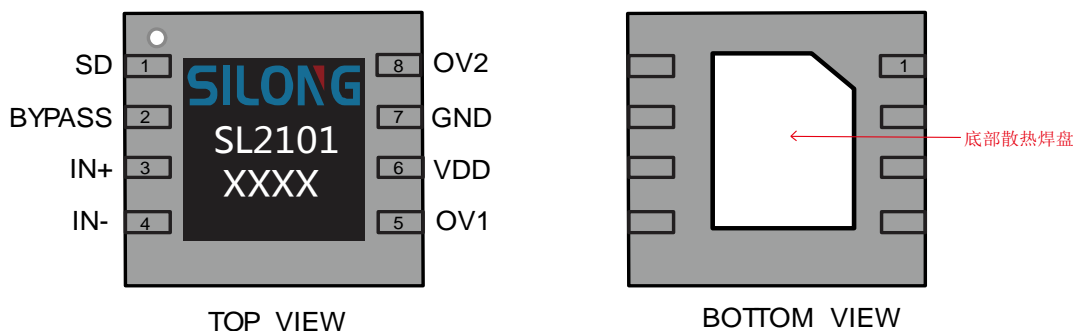 SD 1 8 OV2
BYPASS 2 7 GND
IN+ 3 6 VDD
IN- 4 5 OV1
SILONG
SL2101
XXXX
TOP VIEW
1
底部散热焊盘
BOTTOM VIEW